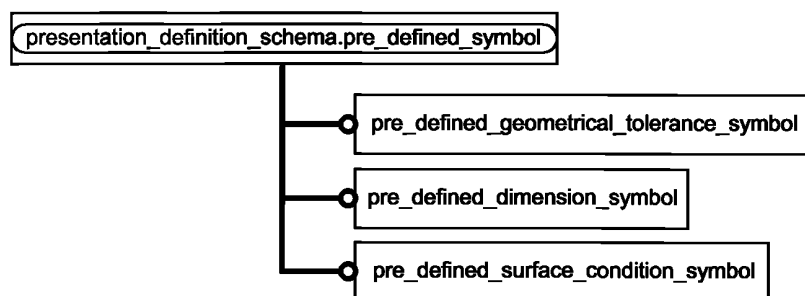 presentation_definition_schema.pre_defined_symbol
pre_defined_geometrical_tolerance_symbol
pre_defined_dimension_symbol
pre_defined_surface_condition_symbol